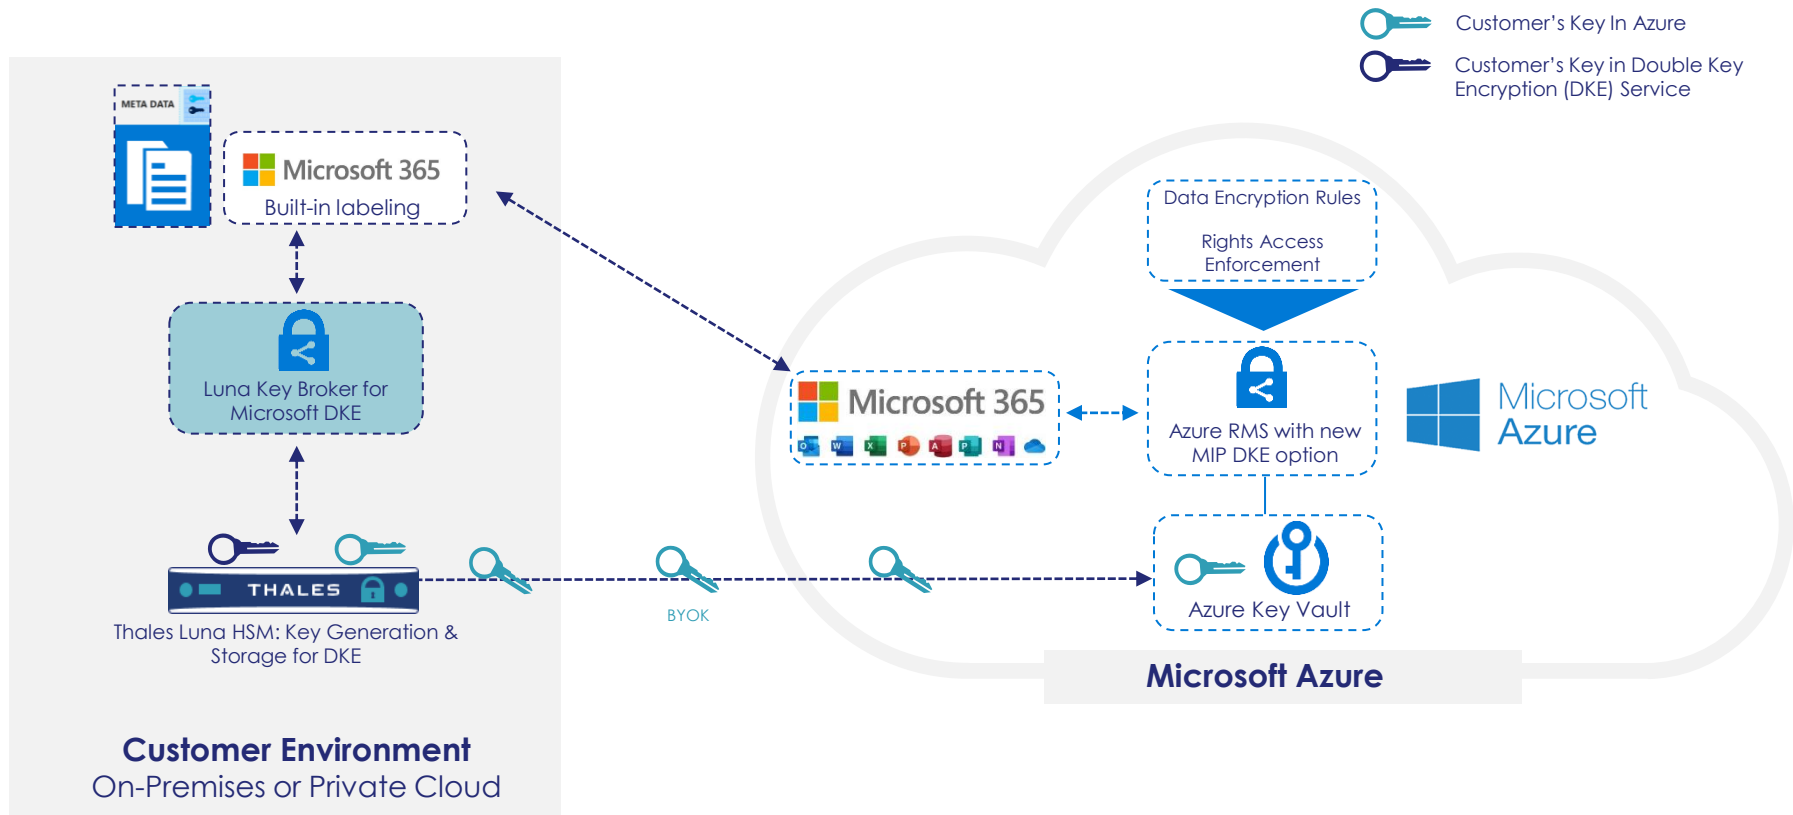 Customer's Key In Azure
Customer's Key in Double Key
Encryption (DKE) Service
META DATA
Microsoft 365
Built-in labeling
Luna Key Broker for
Microsoft DKE
THALES
Thales Luna HSM: Key Generation &
Storage for DKE
Customer Environment
On-Premises or Private Cloud
BYOK
Data Encryption Rules
Rights Access
Enforcement
Microsoft 365
Azure RMS with new
MIP DKE option
Microsoft
Azure
Azure Key Vault
Microsoft Azure